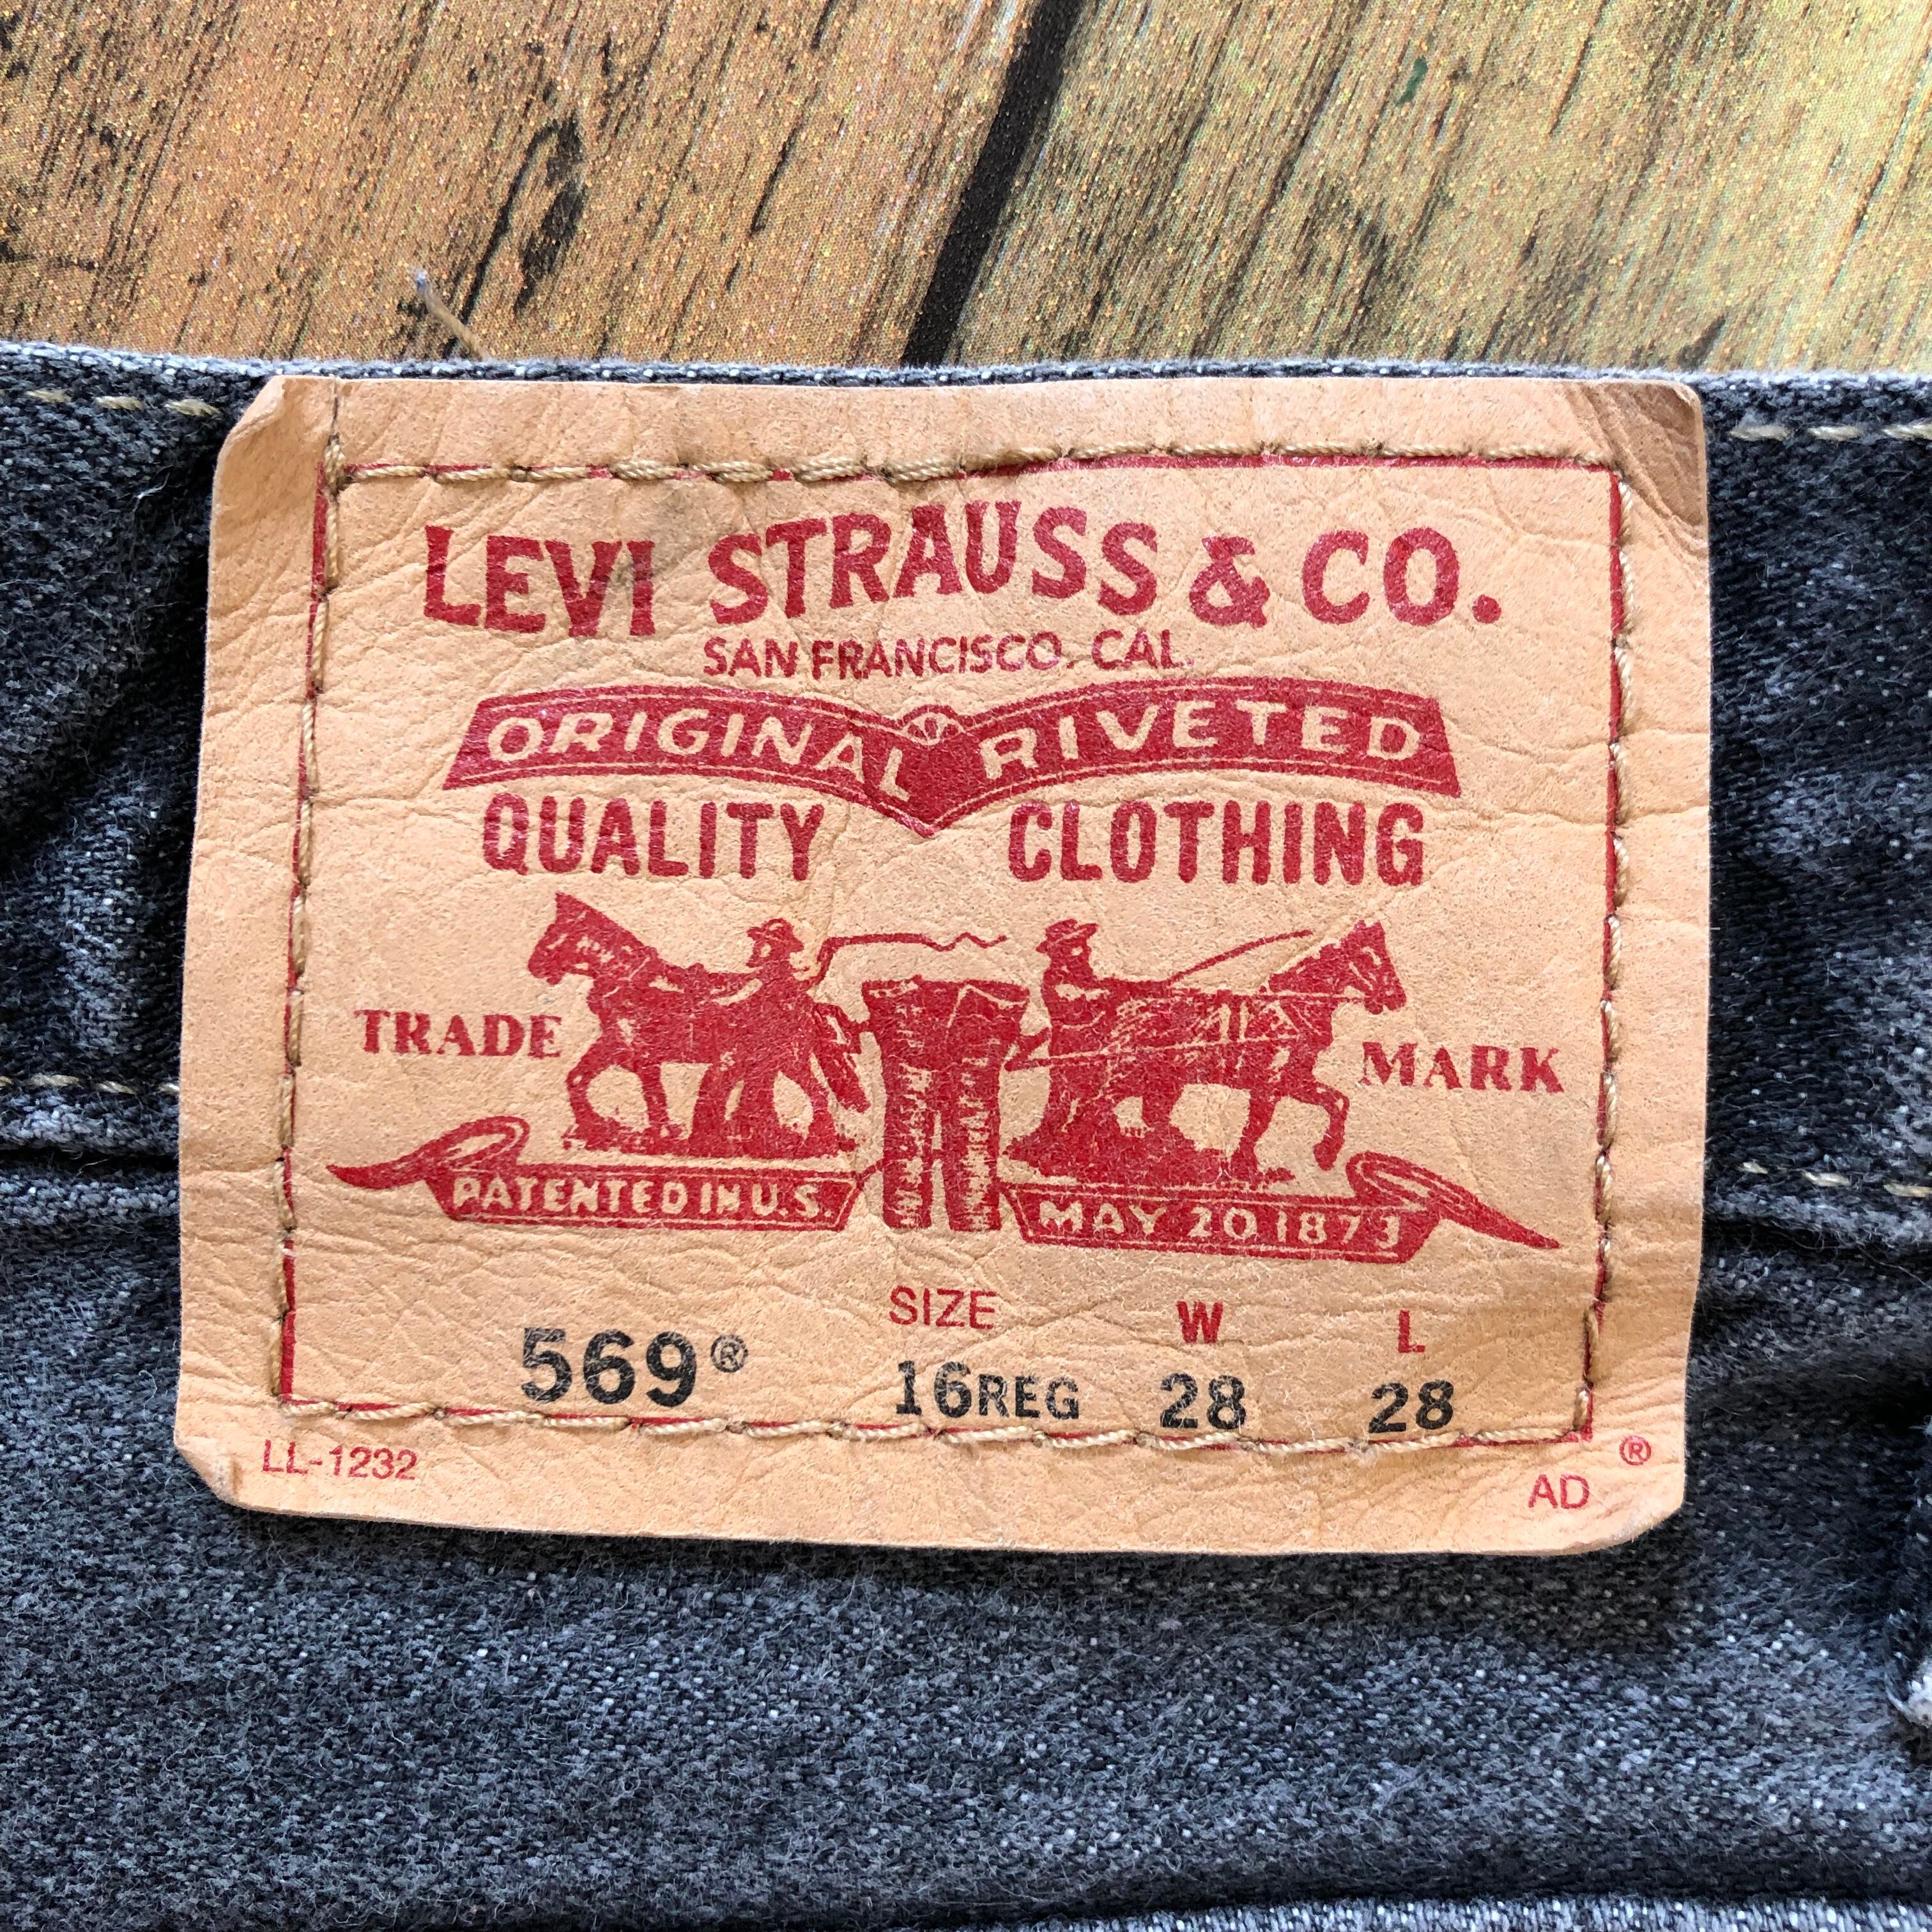 LEVI STRAUSS & CO.
SAN FRANCISCO, CAL.
ORIGINAL RIVETED
QUALITY CLOTHING
TRADE MARK
PATENTED IN U.S. MAY 20 1873
SIZE W L
569® 16REG 28 28
LL-1232 ®
AD